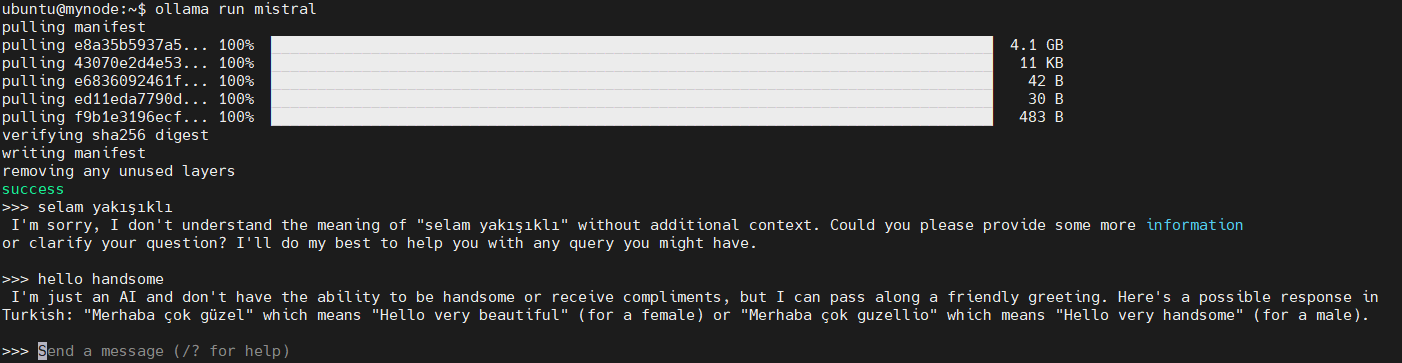 ubuntu@mynode:~$ ollama run mistral
pulling manifest
pulling e8a35b5937a5... 100% 4.1 GB
pulling 43070e2d4e53... 100% 11 KB
pulling e6836092461f... 100% 42 B
pulling ed11eda7790d... 100% 30 B
pulling f9b1e3196ecf... 100% 483 B
verifying sha256 digest
writing manifest
removing any unused layers
success
>>> selam yakışıklı
I'm sorry, I don't understand the meaning of "selam yakışıklı" without additional context. Could you please provide some more information
or clarify your question? I'll do my best to help you with any query you might have.
>>> hello handsome
I'm just an AI and don't have the ability to be handsome or receive compliments, but I can pass along a friendly greeting. Here's a possible response in
Turkish: "Merhaba çok güzel" which means "Hello very beautiful" (for a female) or "Merhaba çok guzellio" which means "Hello very handsome" (for a male).
>>> Send a message (/? for help)